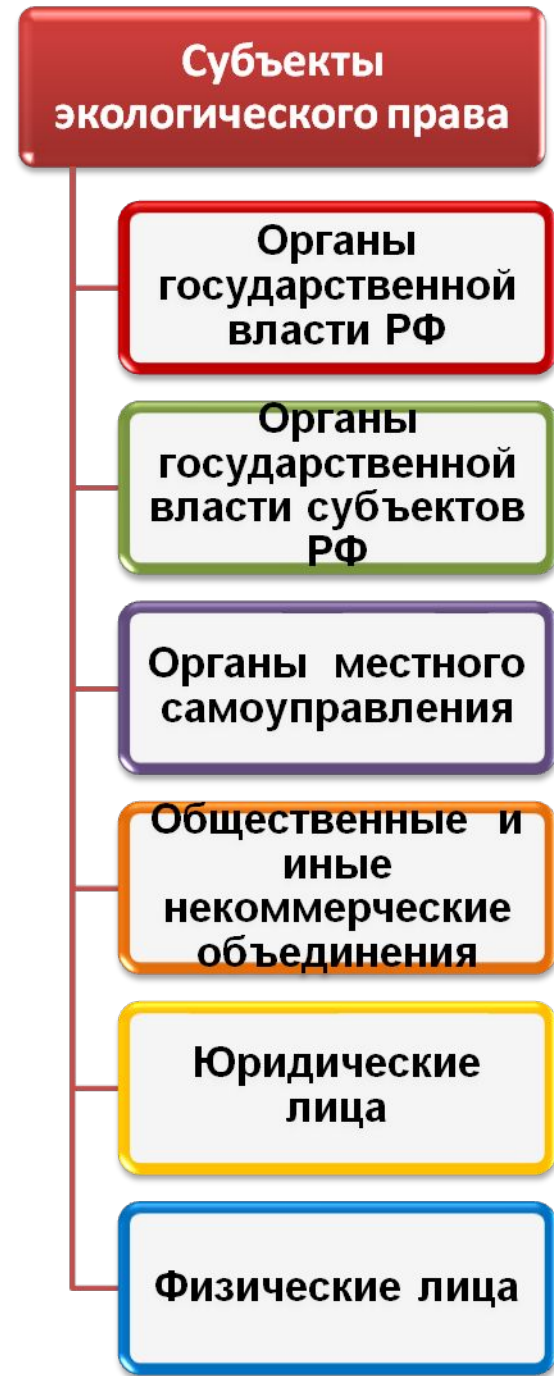 Субъекты
экологического права
Органы
государственной
власти РФ
Органы
государственной
власти субъектов
РФ
Органы местного
самоуправления
Общественные и
иные
некоммерческие
объединения
Юридические
лица
Физические лица